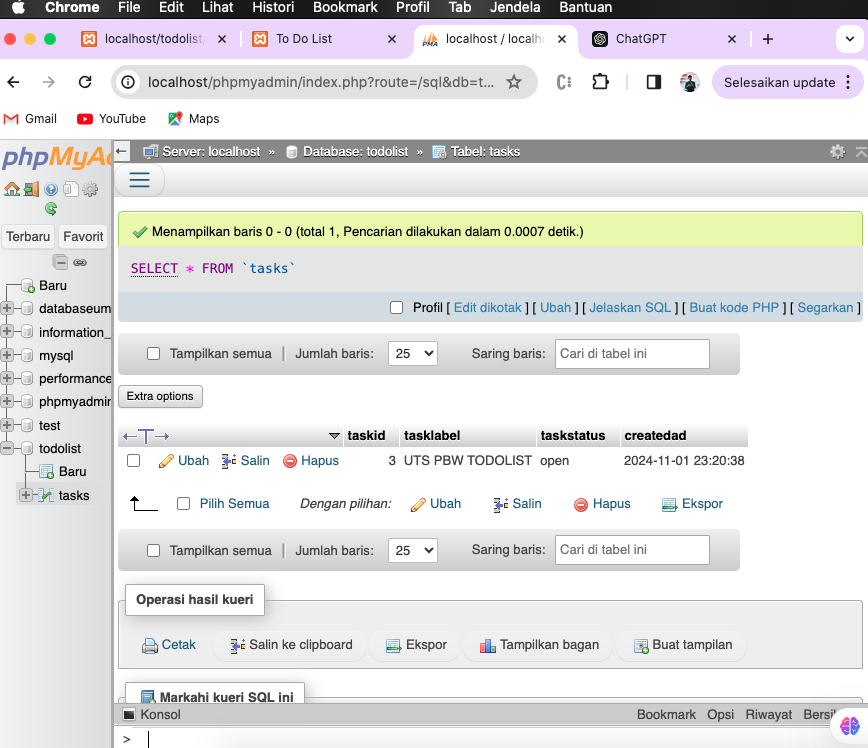 Chrome File Edit Lihat Histori Bookmark Profil Tab Jendela Bantuan
localhost/todolist/ To Do List localhost / localh ChatGPT
localhost/phpmyadmin/index.php?route=/sql&db=t... Selesaikan update
Gmail YouTube Maps
phpMyAd
Server: localhost » Database: todolist » Tabel: tasks
Terbaru Favorit
Baru
databaseum
information_
mysql
performance
phpmyadmin
test
todolist
Baru
tasks
Menampilkan baris 0 - 0 (total 1, Pencarian dilakukan dalam 0.0007 detik.)
SELECT * FROM `tasks`
Profil [ Edit dikotak ] [ Ubah ] [ Jelaskan SQL ] [ Buat kode PHP ] [ Segarkan ]
Tampilkan semua | Jumlah baris: 25 Saring baris: Cari di tabel ini
Extra options
←T→ taskid tasklabel taskstatus createdad
Ubah Salin Hapus 3 UTS PBW TODOLIST open 2024-11-01 23:20:38
Pilih Semua Dengan pilihan: Ubah Salin Hapus Ekspor
Tampilkan semua | Jumlah baris: 25 Saring baris: Cari di tabel ini
Operasi hasil kueri
Cetak Salin ke clipboard Ekspor Tampilkan bagan Buat tampilan
Markahi kueri SQL ini
Konsol Bookmark Opsi Riwayat Bersil
>